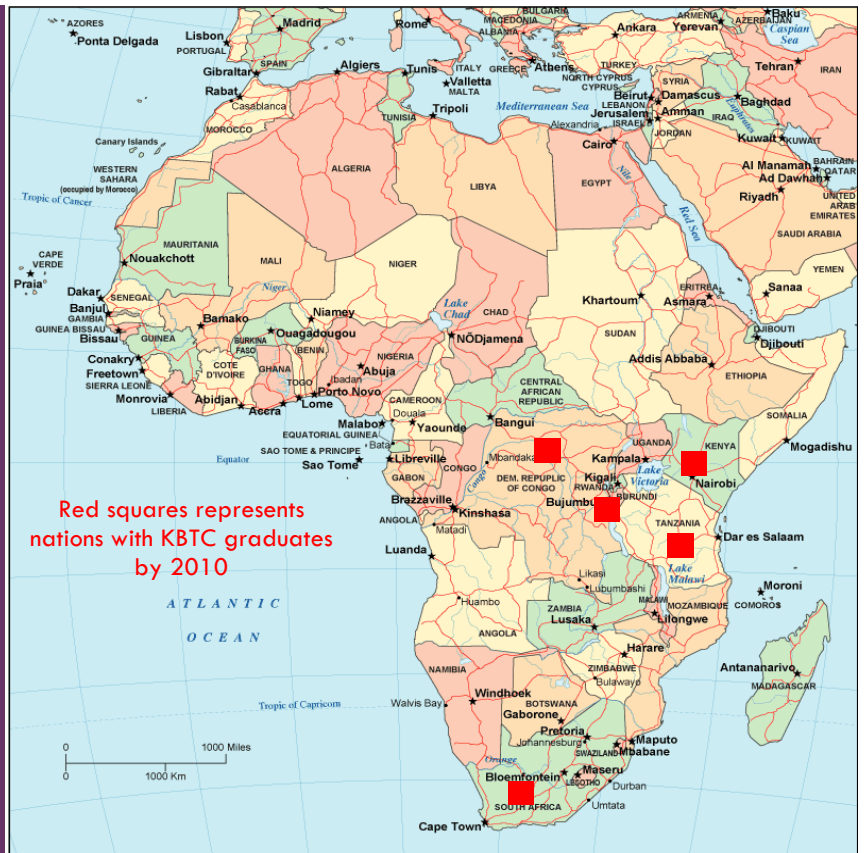 AZORES
Ponta Delgada
Lisbon
PORTUGAL
Madrid
SPAIN
Gibraltar
Rabat
Casablanca
MOROCCO
Canary Islands
WESTERN
SAHARA
(occupied by Morocco)
Tropic of Cancer
Algiers
ALGERIA
Tunis
TUNISIA
Rome
ITALY
Valletta
MALTA
Tripoli
LIBYA
MACEDONIA
ALBANIA
BULGARIA
GREECE
Athens
Mediterranean Sea
Ankara
TURKEY
NORTH CYPRUS
CYPRUS
ARMENIA
Yerevan
Baku
AZERBAIJAN
Caspian
Sea
Tehran
IRAN
SYRIA
Beirut
Damascus
LEBANON
Jerusalem
Amman
ISRAEL
JORDAN
Baghdad
IRAQ
Euphrates
Kuwait
KUWAIT
Al Manamah
BAHRAIN
Ad Dawhah
QATAR
Riyadh
UNITED
ARAB
EMIRATES
SAUDI ARABIA
Alexandria
Cairo
EGYPT
Nile
Red Sea
YEMEN
Sanaa
CAPE
VERDE
Praia
MAURITANIA
Nouakchott
MALI
Niger
NIGER
Niamey
Lake
Chad
CHAD
NÕDjamena
Khartoum
SUDAN
ERITREA
Asmara
DJIBOUTI
Djibouti
Addis Abbaba
ETHIOPIA
SOMALIA
Mogadishu
Dakar
SENEGAL
Banjul
GAMBIA
GUINEA BISSAU
Bissau
GUINEA
Conakry
Freetown
SIERRA LEONE
Monrovia
LIBERIA
Bamako
Ouagadougou
BURKINA
FASO
COTE
D'IVOIRE
Abidjan
GHANA
Accra
TOGO
Lome
BENIN
Porto Novo
NIGERIA
Abuja
Ibadan
CAMEROON
Douala
Yaounde
Malabo
EQUATORIAL GUINEA
Bata
SAO TOME & PRINCIPE
Sao Tome
Equator
Libreville
GABON
CONGO
Brazzaville
Kinshasa
CENTRAL
AFRICAN
REPUBLIC
Bangui
Mbandaka
Congo
DEM. REPUBLIC
OF CONGO
UGANDA
Kampala
KENYA
Nairobi
Lake
Victoria
Kigali
RWANDA
BURUNDI
TANZANIA
Dar es Salaam
Red squares represents
nations with KBTC graduates
by 2010
ATLANTIC
OCEAN
ANGOLA
Matadi
Luanda
Huambo
ANGOLA
Likasi
Lubumbashi
ZAMBIA
Lusaka
Lake
Malawi
MALAWI
Lilongwe
MOZAMBIQUE
Moroni
COMOROS
Antananarivo
MADAGASCAR
Harare
ZIMBABWE
Bulawayo
NAMIBIA
Windhoek
Walvis Bay
Tropic of Capricorn
BOTSWANA
Gaborone
Pretoria
Johannesburg
Maputo
SWAZILAND
Mbabane
Orange
Bloemfontein
Maseru
LESOTHO
Durban
Umtata
SOUTH AFRICA
Cape Town
0
1000 Miles
0
1000 Km